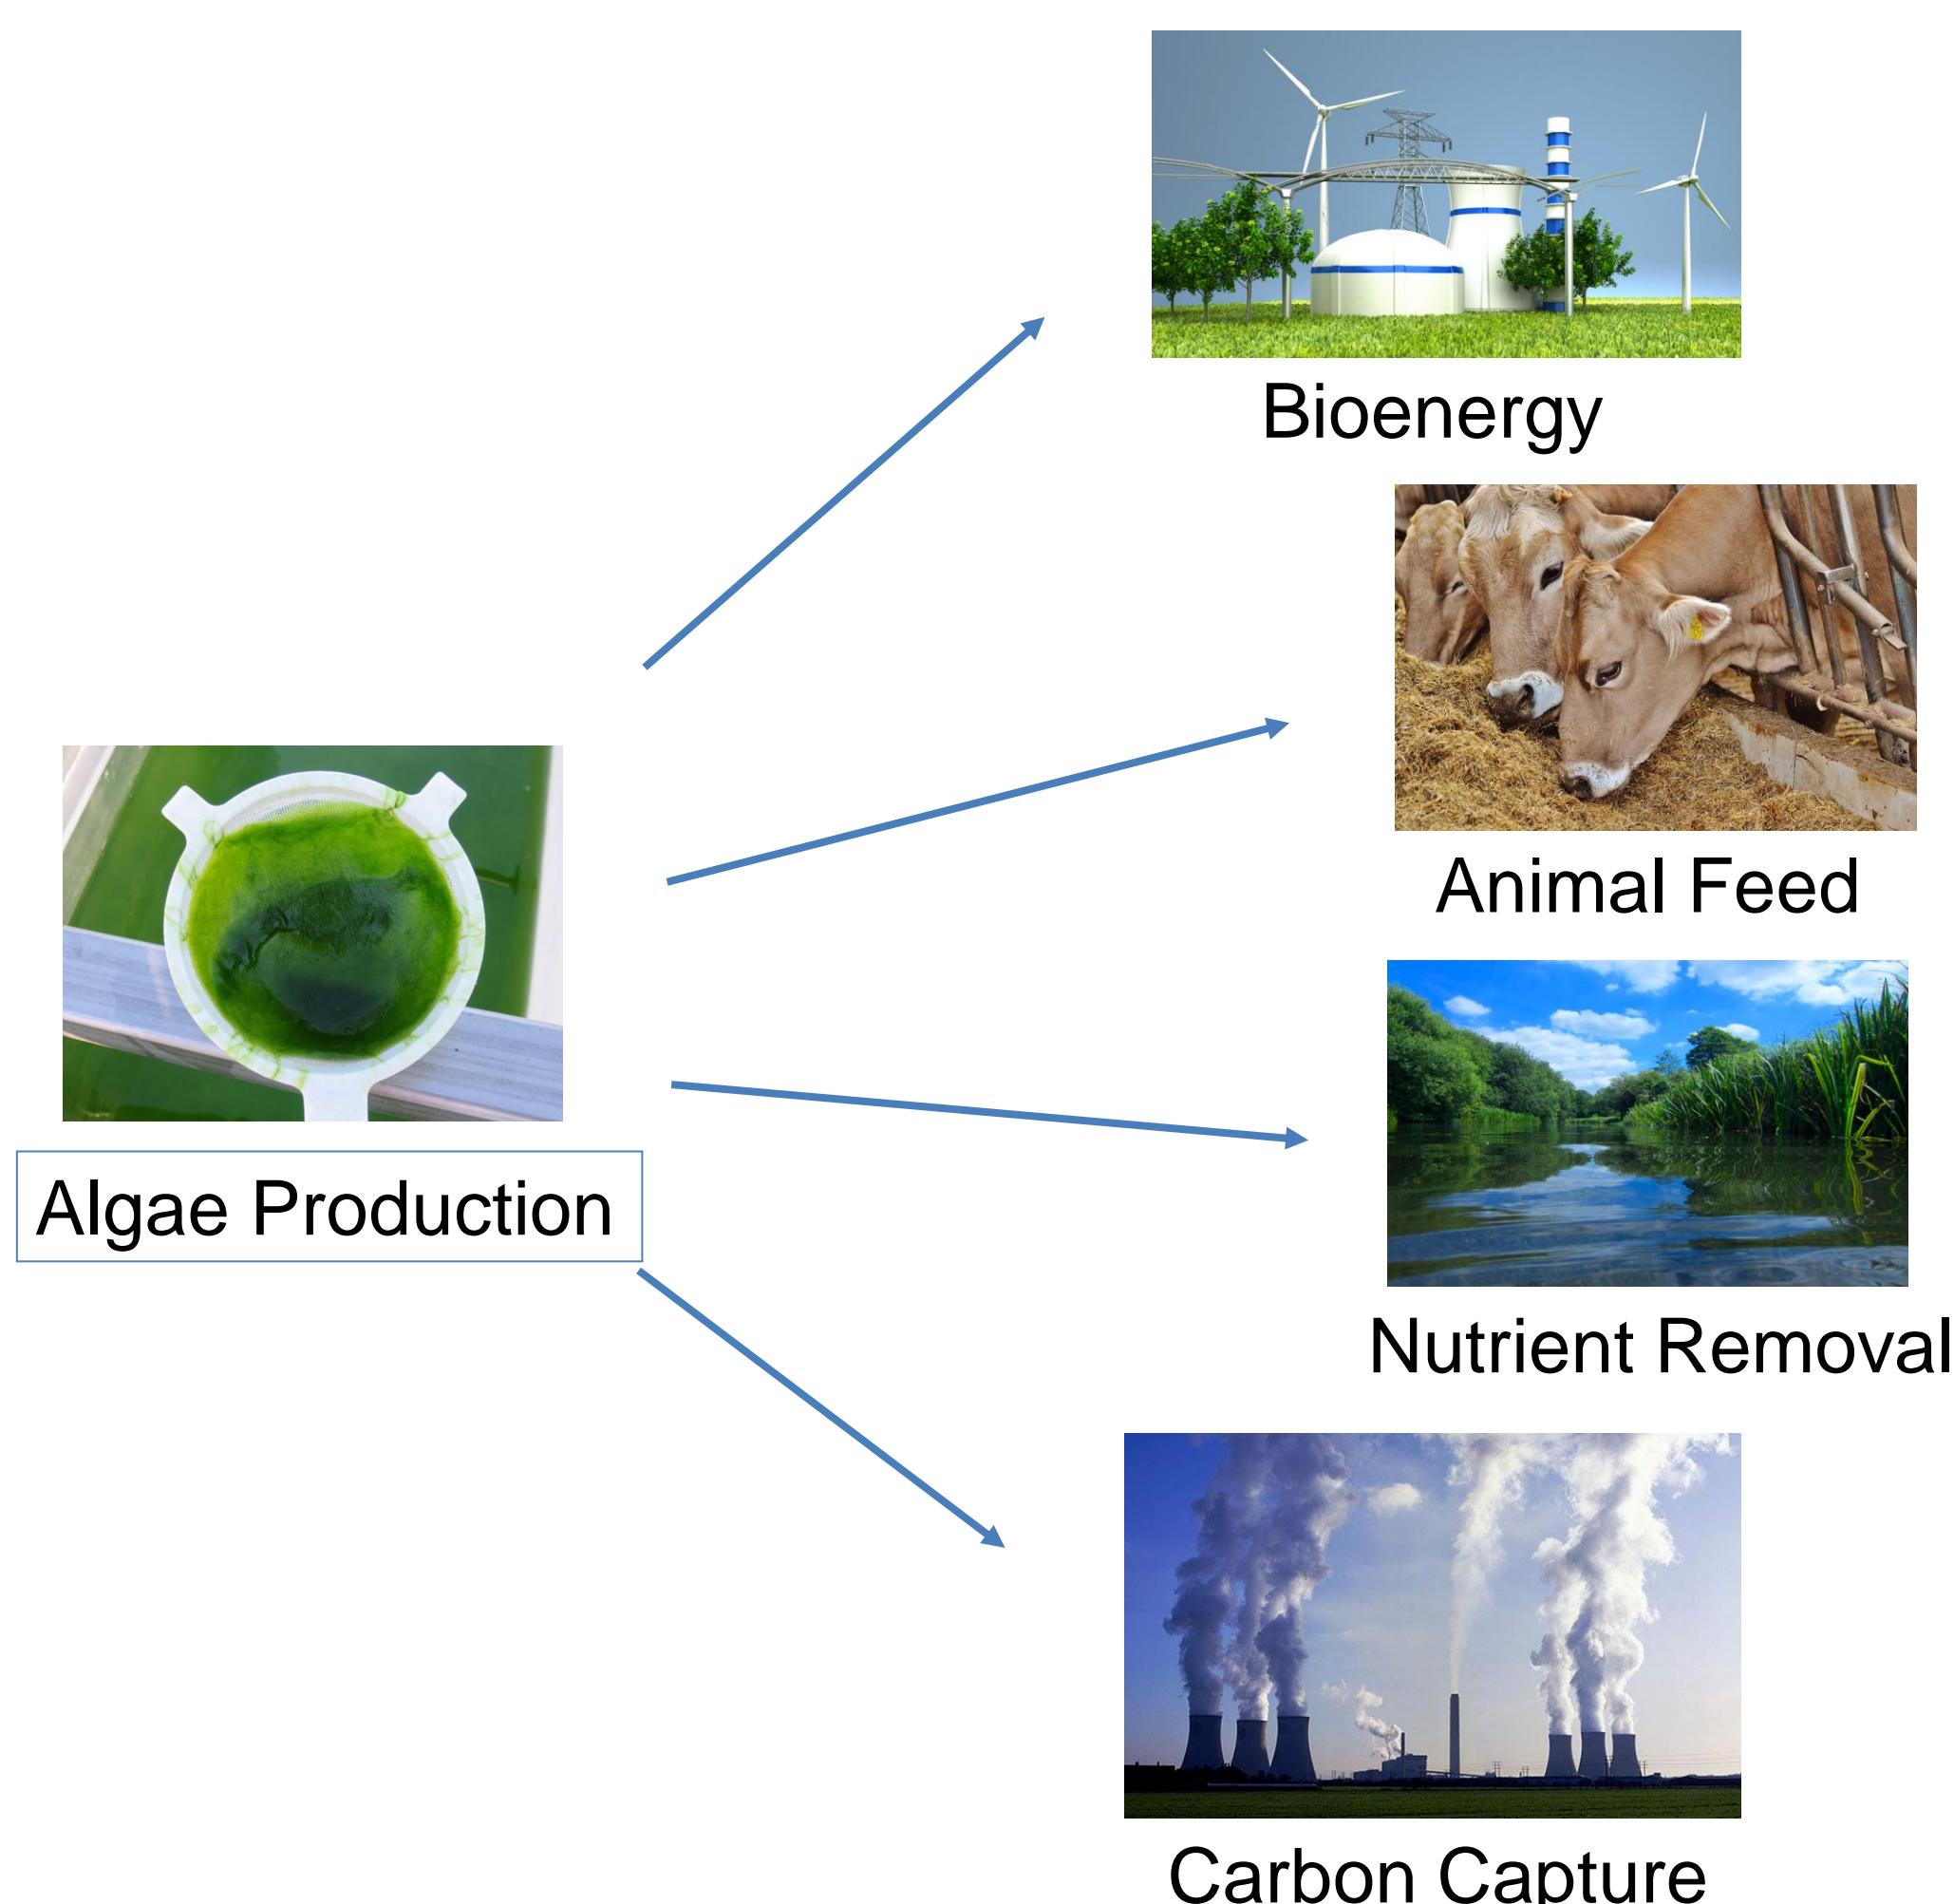 Bioenergy
Animal Feed
Algae Production
Nutrient Removal
Carbon Capture